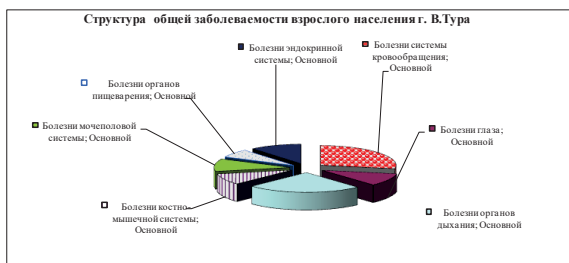 Структура общей заболеваемости взрослого населения г. В.Тура
Болезни эндокринной
системы; Основной
Болезни системы
кровообращения;
Основной
Болезни органов
пищеварения; Основной
Болезни глаза;
Основной
Болезни мочеполовой
системы; Основной
Болезни костно-
мышечной системы;
Основной
Болезни органов
дыхания; Основной